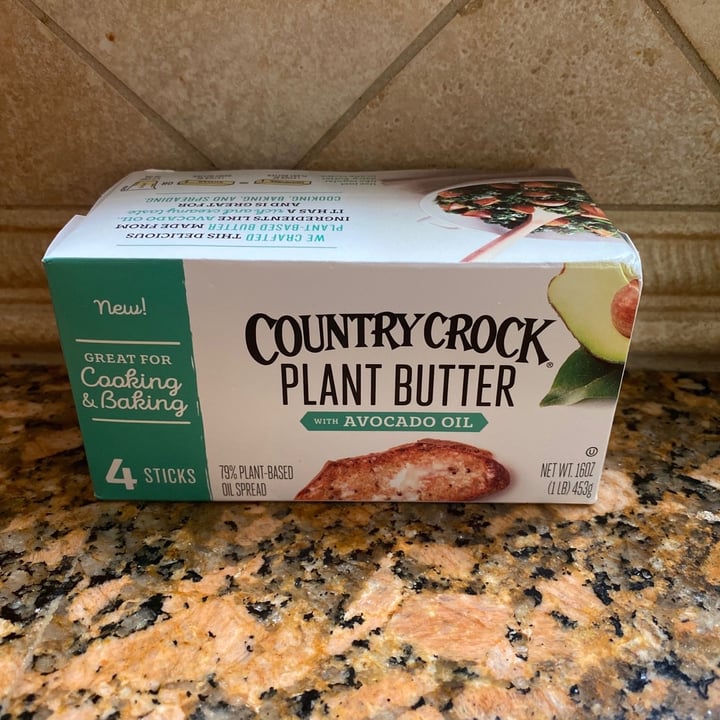 WE CRAFTED THIS DELICIOUS
PLANT-BASED BUTTER MADE FROM
INGREDIENTS LIKE AVOCADO OIL.
IT HAS A rich and creamy taste
AND IS GREAT FOR
COOKING, BAKING, AND SPREADING
OR
New!
GREAT FOR
Cooking
& Baking
4 STICKS
COUNTRY CROCK®
PLANT BUTTER
WITH AVOCADO OIL
79% PLANT-BASED
OIL SPREAD
U
NET WT. 16OZ
(1 LB) 453g